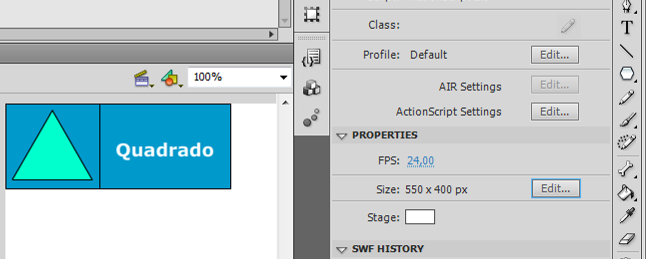 Class:
Profile: Default Edit...
AIR Settings Edit...
ActionScript Settings Edit...
100%
PROPERTIES
Quadrado
FPS: 24,00
Size: 550 x 400 px Edit...
Stage:
SWF HISTORY
T